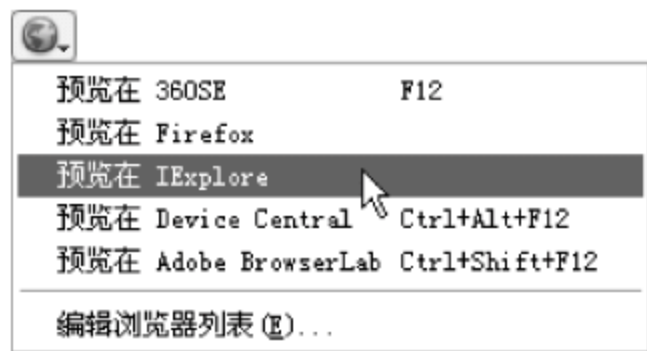 预览在 360SE F12
预览在 Firefox
预览在 IExplore
预览在 Device Central Ctrl+Alt+F12
预览在 Adobe BrowserLab Ctrl+Shift+F12
编辑浏览器列表(E)...